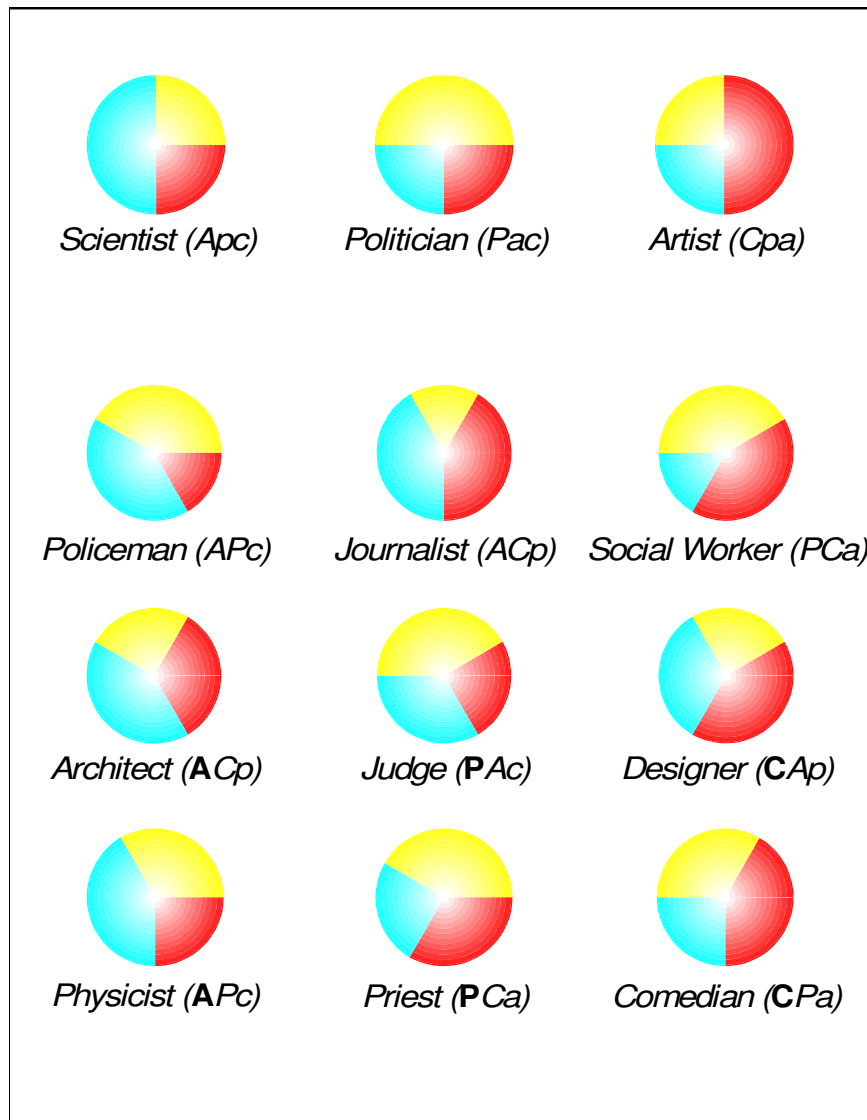 Scientist (Apc) Politician (Pac) Artist (Cpa)
Policeman (APc) Journalist (ACp) Social Worker (PCa)
Architect (ACp) Judge (PAc) Designer (CAp)
Physicist (APc) Priest (PCa) Comedian (CPa)